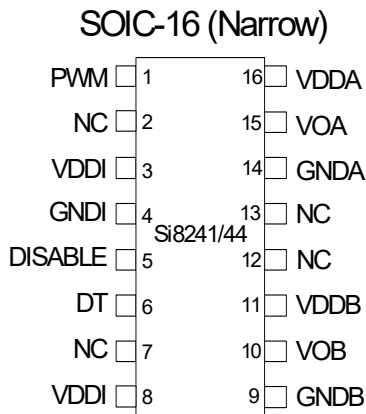 SOIC-16 (Narrow)
PWM 1 16 VDDA
NC 2 15 VOA
VDDI 3 14 GNDA
GNDI 4 13 NC
Si8241/44
DISABLE 5 12 NC
DT 6 11 VDDB
NC 7 10 VOB
VDDI 8 9 GNDB